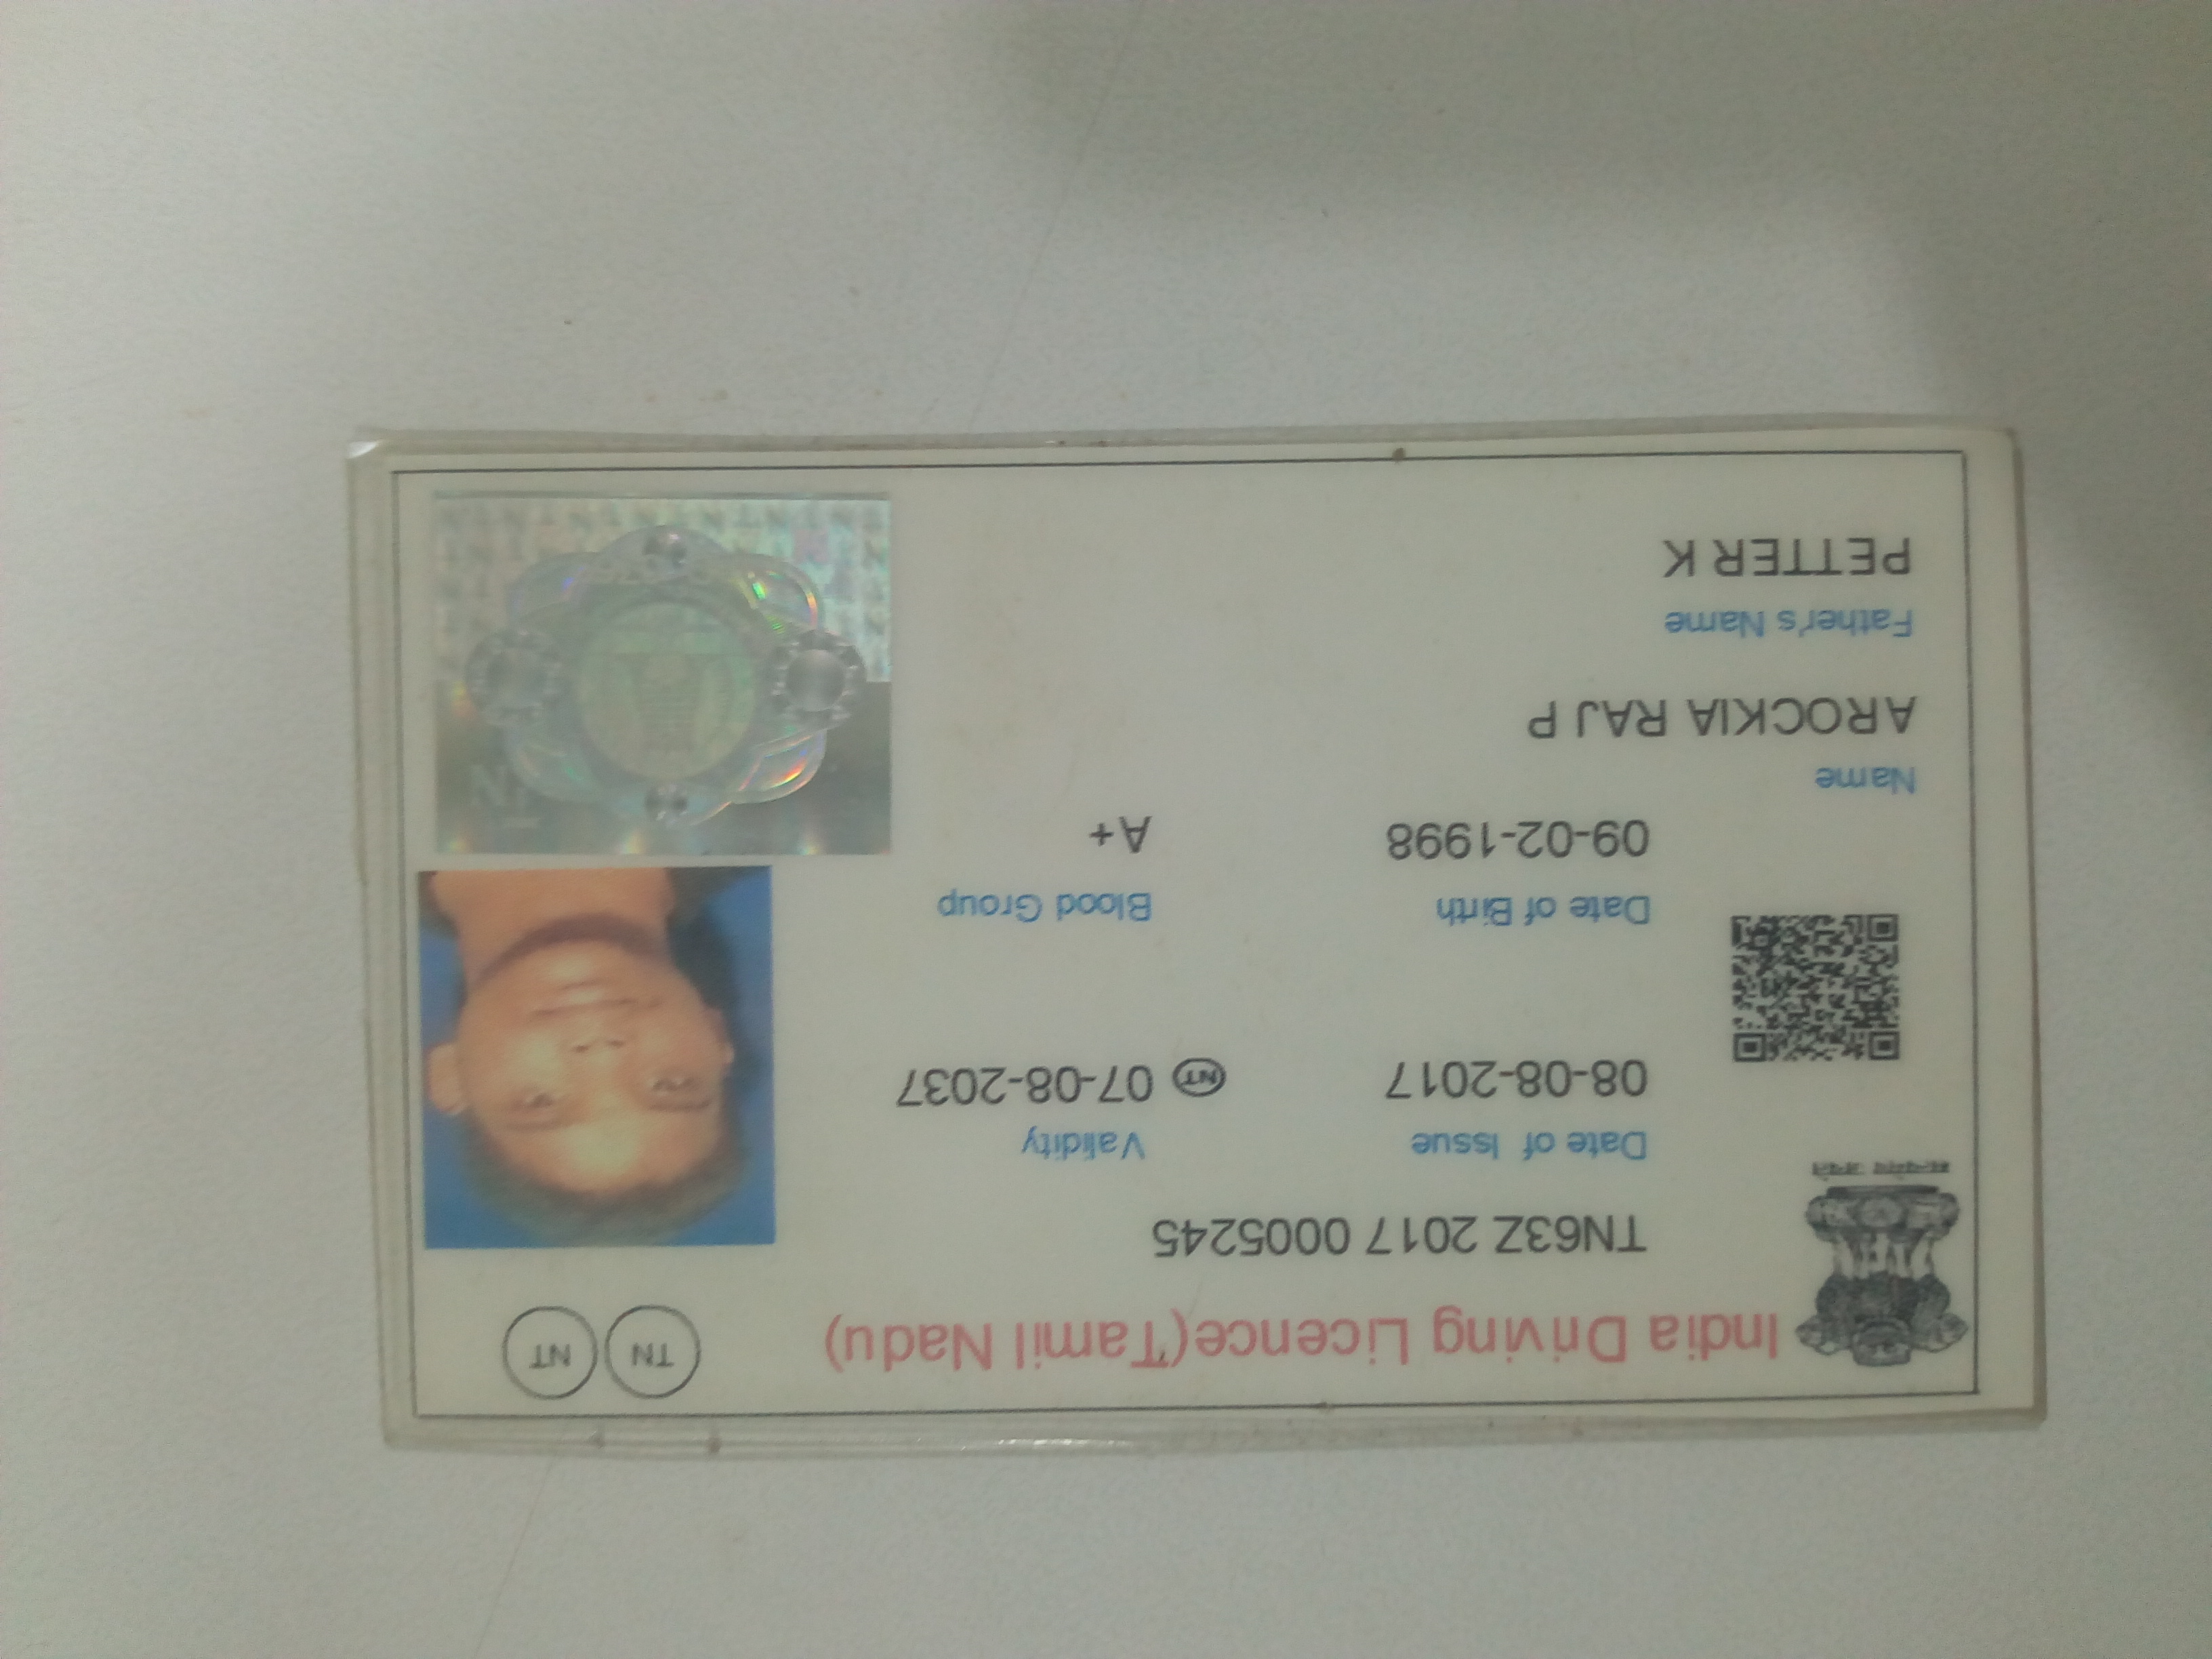 India Driving Licence(Tamil Nadu)
TN NT
TN63Z 2017 0005245
Date of Issue Validity
08-08-2017 NT 07-08-2037
Date of Birth Blood Group
09-02-1998 A+
Name
AROCKIA RAJ P
Father's Name
PETTER K